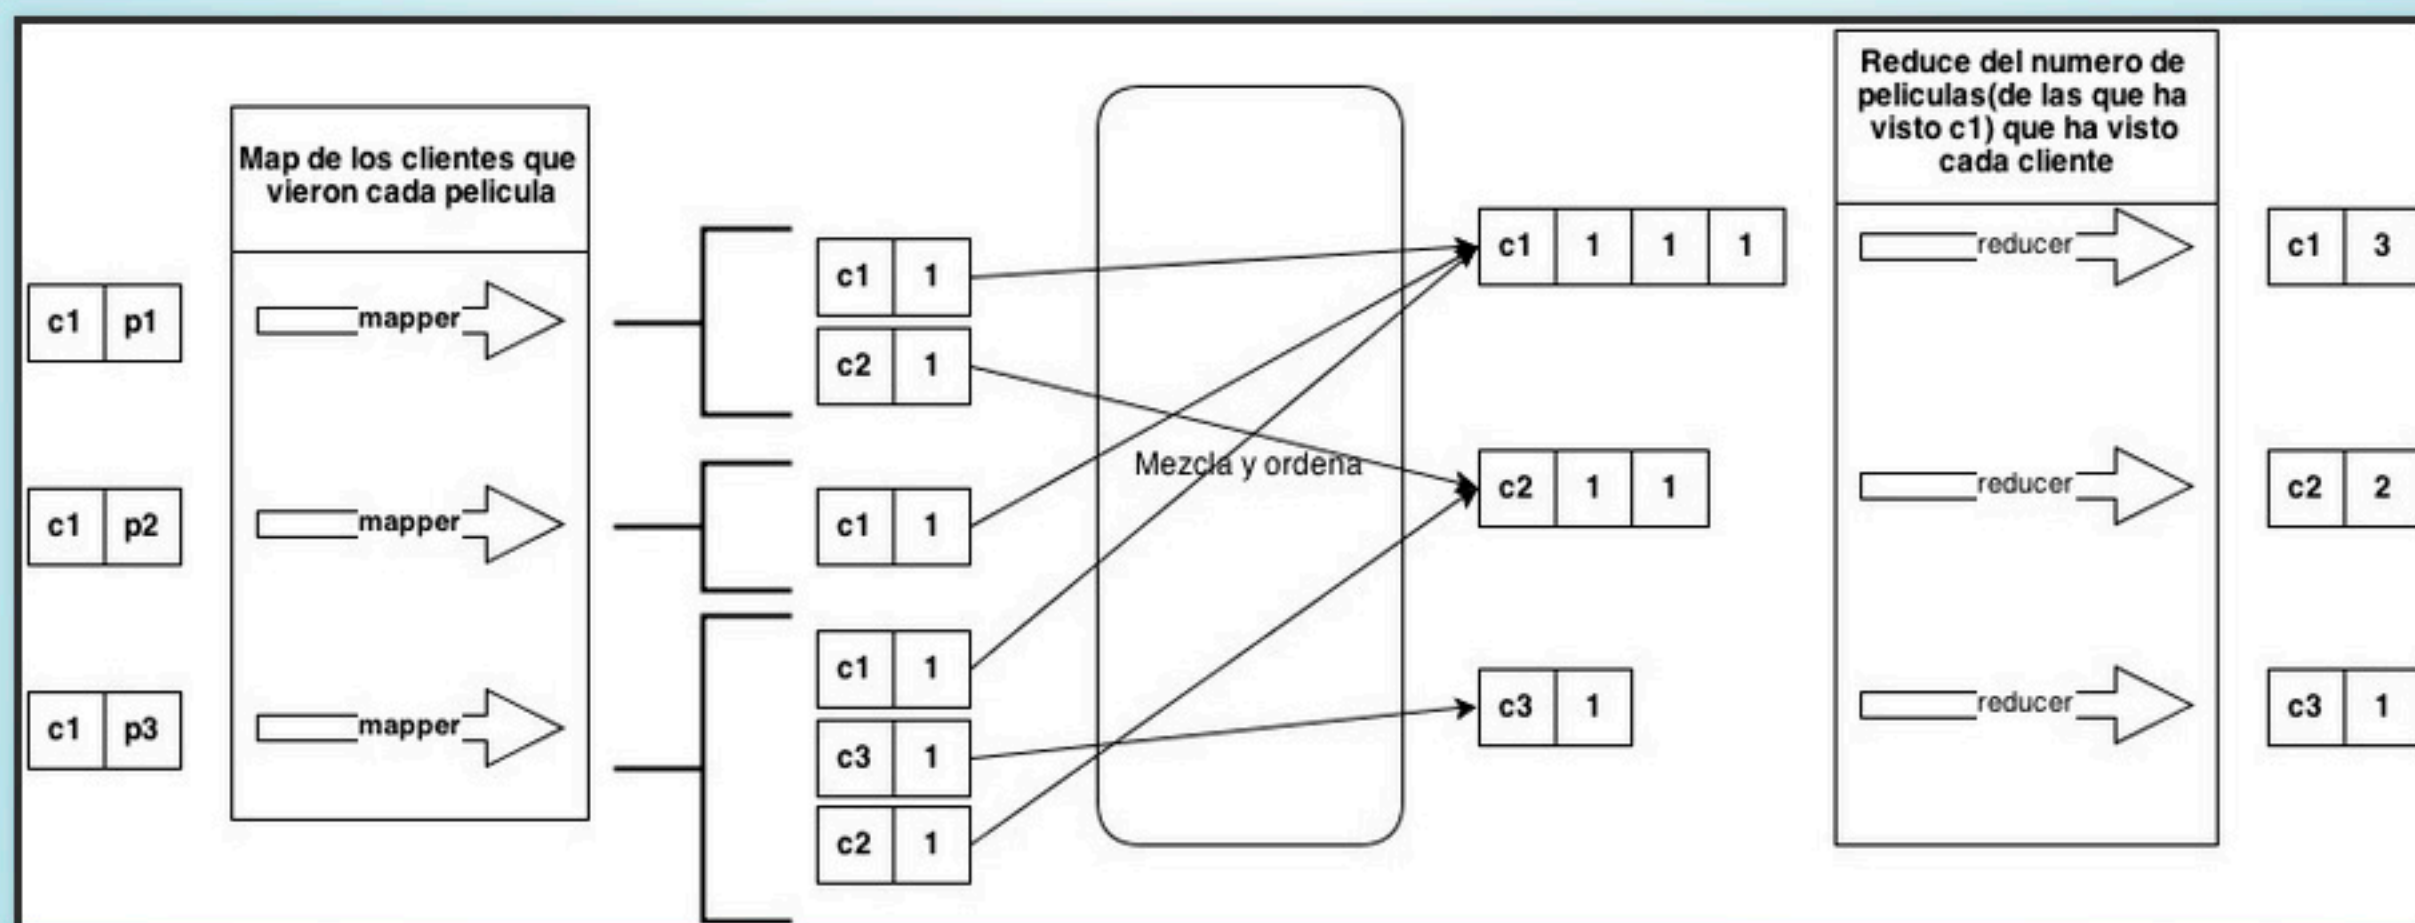 Map de los clientes que
vieron cada pelicula
c1 p1
mapper
c1 p2
mapper
c1 p3
mapper
c1 1
c2 1
c1 1
c1 1
c3 1
c2 1
Mezcla y ordena
c1 1 1 1
c2 1 1
c3 1
Reduce del numero de
peliculas(de las que ha
visto c1) que ha visto
cada cliente
reducer
reducer
reducer
c1 3
c2 2
c3 1